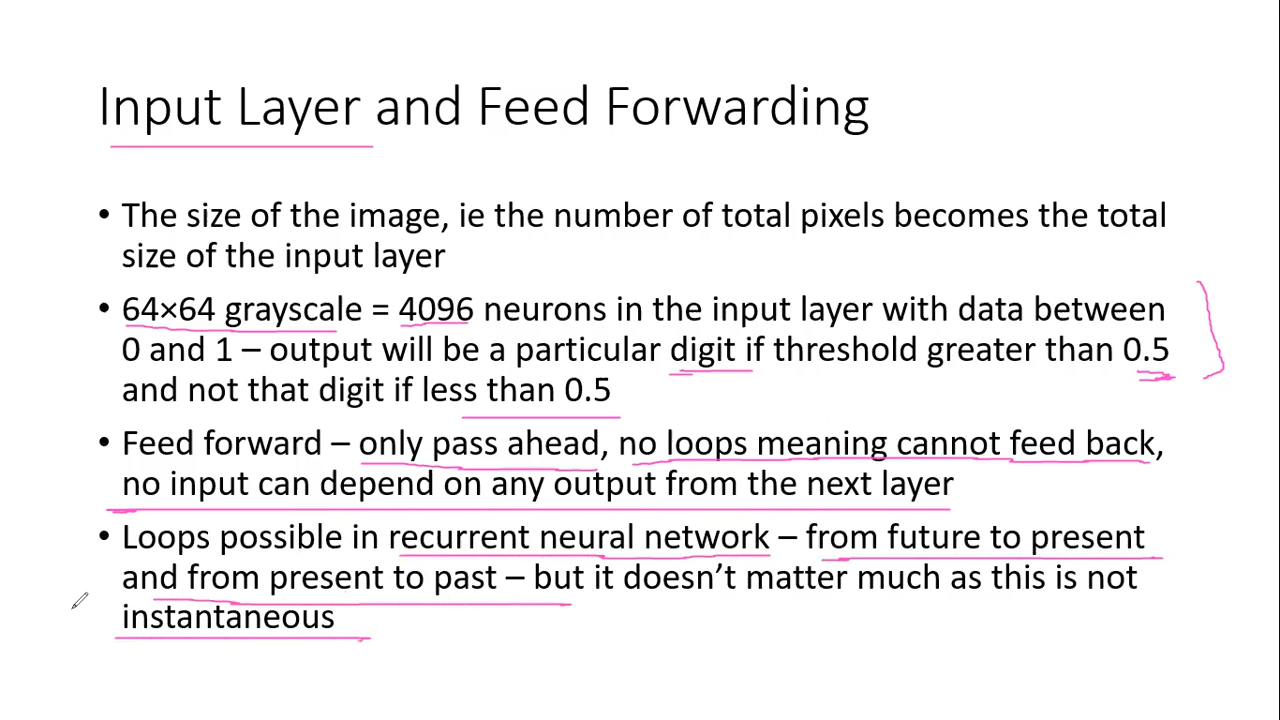 Input Layer and Feed Forwarding
• The size of the image, ie the number of total pixels becomes the total
size of the input layer
• 64×64 grayscale = 4096 neurons in the input layer with data between
0 and 1 – output will be a particular digit if threshold greater than 0.5
and not that digit if less than 0.5
• Feed forward – only pass ahead, no loops meaning cannot feed back,
no input can depend on any output from the next layer
• Loops possible in recurrent neural network – from future to present
and from present to past – but it doesn’t matter much as this is not
instantaneous